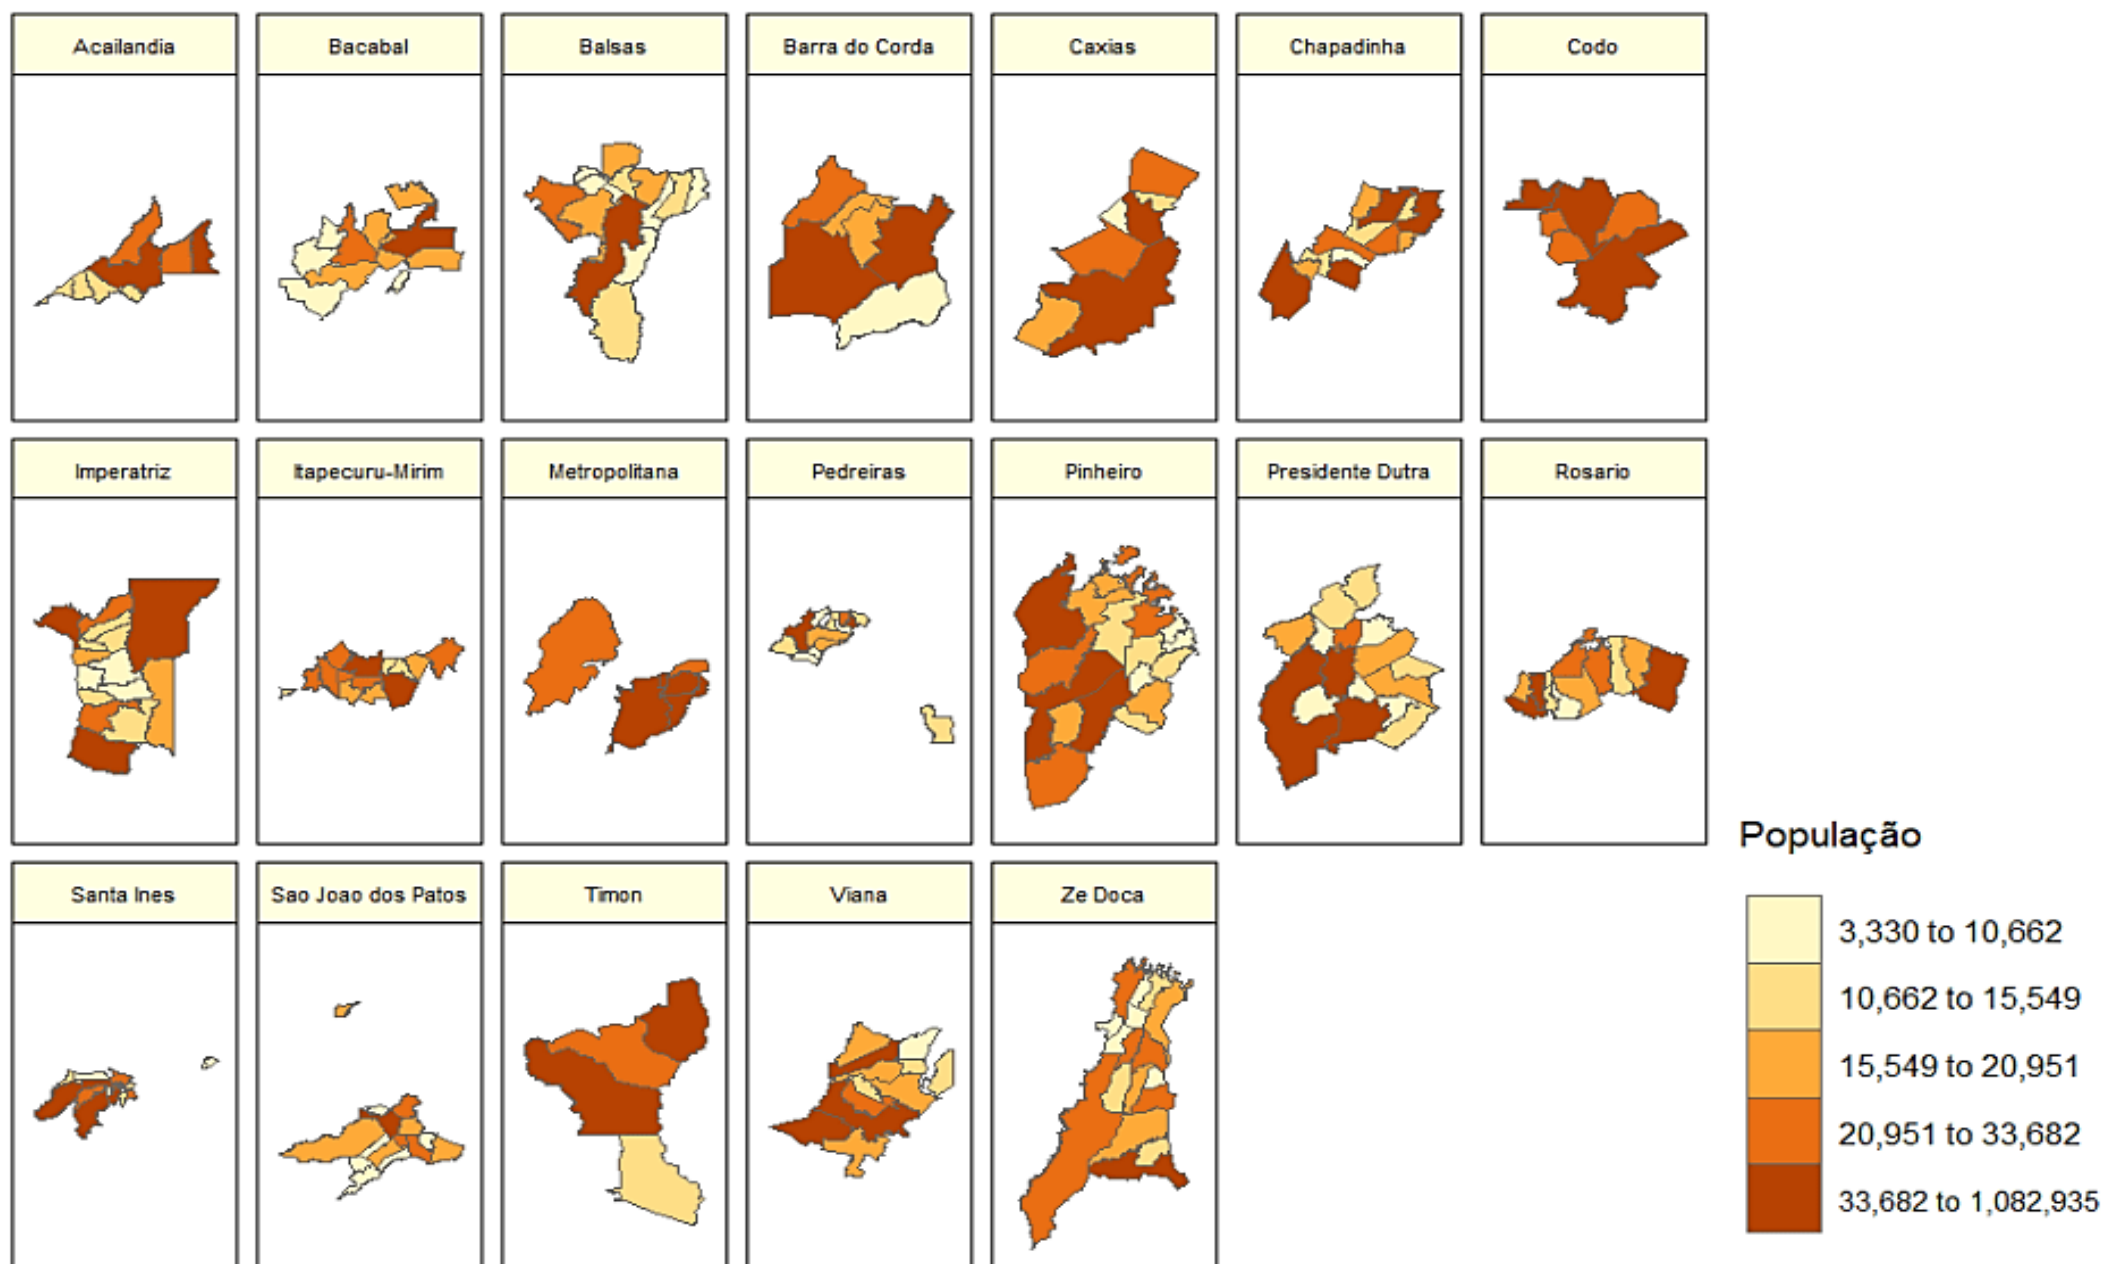 Acailandia
Bacabal
Balsas
Barra do Corda
Caxias
Chapadinha
Codo
Imperatriz
Itapecuru-Mirim
Metropolitana
Pedreiras
Pinheiro
Presidente Dutra
Rosario
Santa Ines
Sao Joao dos Patos
Timon
Viana
Ze Doca
População
3,330 to 10,662
10,662 to 15,549
15,549 to 20,951
20,951 to 33,682
33,682 to 1,082,935